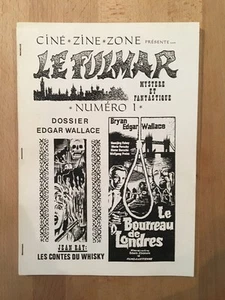 CINÉ * ZINE * ZONE PRÉSENTE...
LE FULMAR
MYSTÈRE
ET
FANTASTIQUE
* NUMÉRO 1 *
DOSSIER
EDGAR WALLACE
JEAN RAY:
LES CONTES DU WHISKY
Bryan
Edgar Wallace
Le
Bourreau
de
Londres